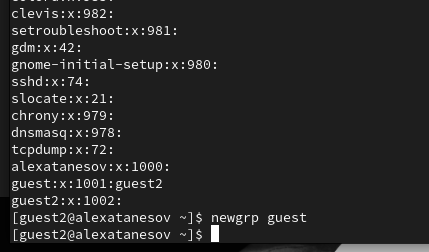 clevis:x:982:
setroubleshoot:x:981:
gdm:x:42:
gnome-initial-setup:x:980:
sshd:x:74:
slocate:x:21:
chrony:x:979:
dnsmasq:x:978:
tcpdump:x:72:
alexatanesov:x:1000:
guest:x:1001:guest2
guest2:x:1002:
[guest2@alexatanesov ~]$ newgrp guest
[guest2@alexatanesov ~]$